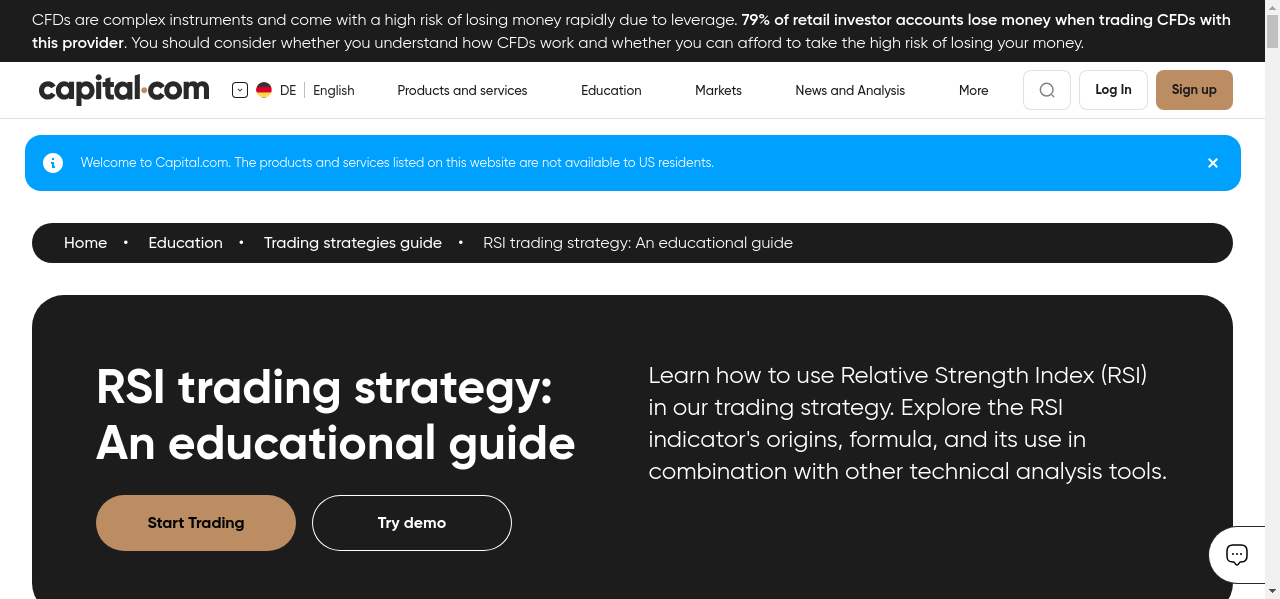 CFDs are complex instruments and come with a high risk of losing money rapidly due to leverage. 79% of retail investor accounts lose money when trading CFDs with
this provider. You should consider whether you understand how CFDs work and whether you can afford to take the high risk of losing your money.
capital.com
DE English Products and services Education Markets News and Analysis More Log In Sign up
Welcome to Capital.com. The products and services listed on this website are not available to US residents.
Home • Education • Trading strategies guide • RSI trading strategy: An educational guide
RSI trading strategy:
An educational guide
Start Trading Try demo
Learn how to use Relative Strength Index (RSI)
in our trading strategy. Explore the RSI
indicator's origins, formula, and its use in
combination with other technical analysis tools.